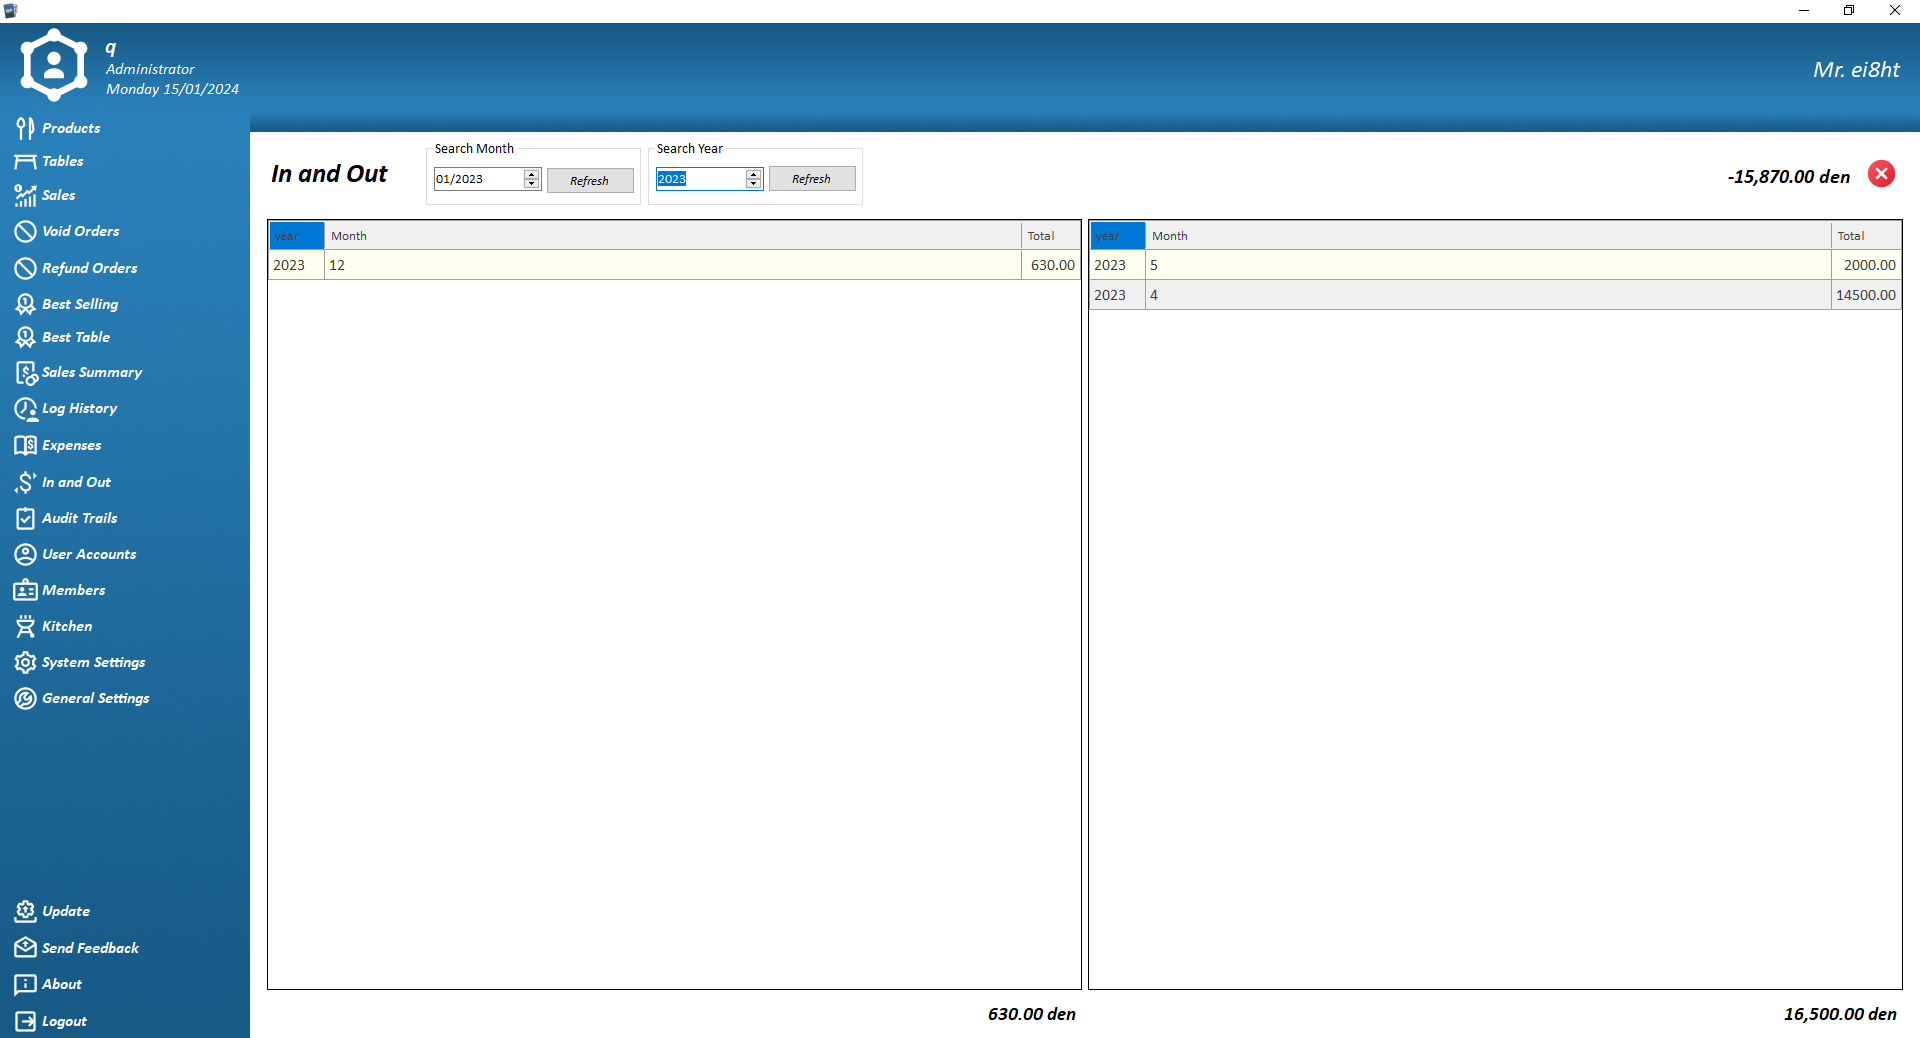 q
Administrator
Monday 15/01/2024
Mr. ei8ht
Products
Tables
Sales
Void Orders
Refund Orders
Best Selling
Best Table
Sales Summary
Log History
Expenses
In and Out
Audit Trails
User Accounts
Members
Kitchen
System Settings
General Settings
Update
Send Feedback
About
Logout
In and Out
Search Month
01/2023
Refresh
Search Year
2023
Refresh
-15,870.00 den
year Month Total
2023 12 630.00
630.00 den
year Month Total
2023 5 2000.00
2023 4 14500.00
16,500.00 den